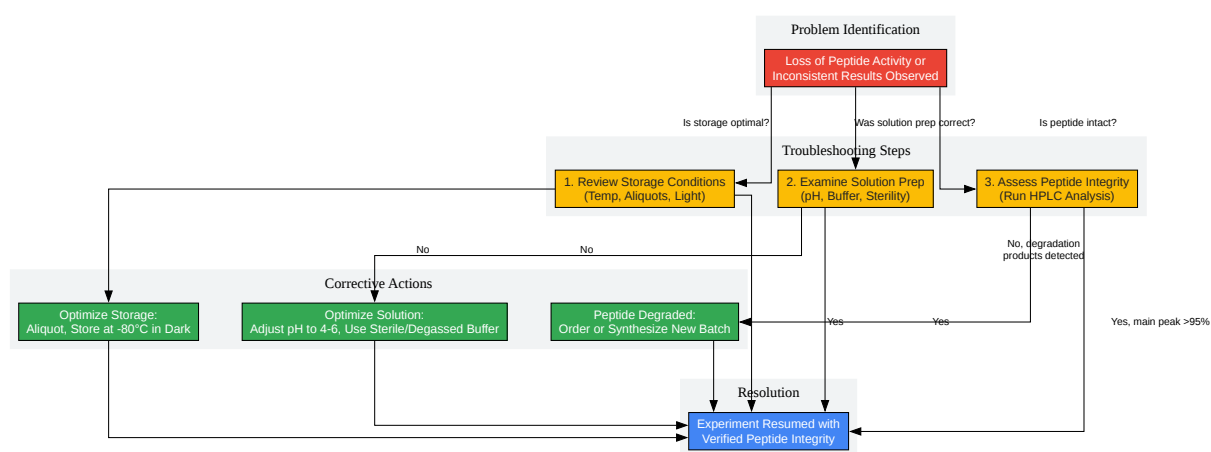 Problem Identification
Loss of Peptide Activity or
Inconsistent Results Observed
Is storage optimal?
Was solution prep correct?
Is peptide intact?
Troubleshooting Steps
1. Review Storage Conditions
(Temp, Aliquots, Light)
2. Examine Solution Prep
(pH, Buffer, Sterility)
3. Assess Peptide Integrity
(Run HPLC Analysis)
No
No
No, degradation
products detected
Corrective Actions
Optimize Storage:
Aliquot, Store at -80°C in Dark
Optimize Solution:
Adjust pH to 4-6, Use Sterile/Degassed Buffer
Peptide Degraded:
Order or Synthesize New Batch
Yes
Yes
Yes, main peak >95%
Resolution
Experiment Resumed with
Verified Peptide Integrity